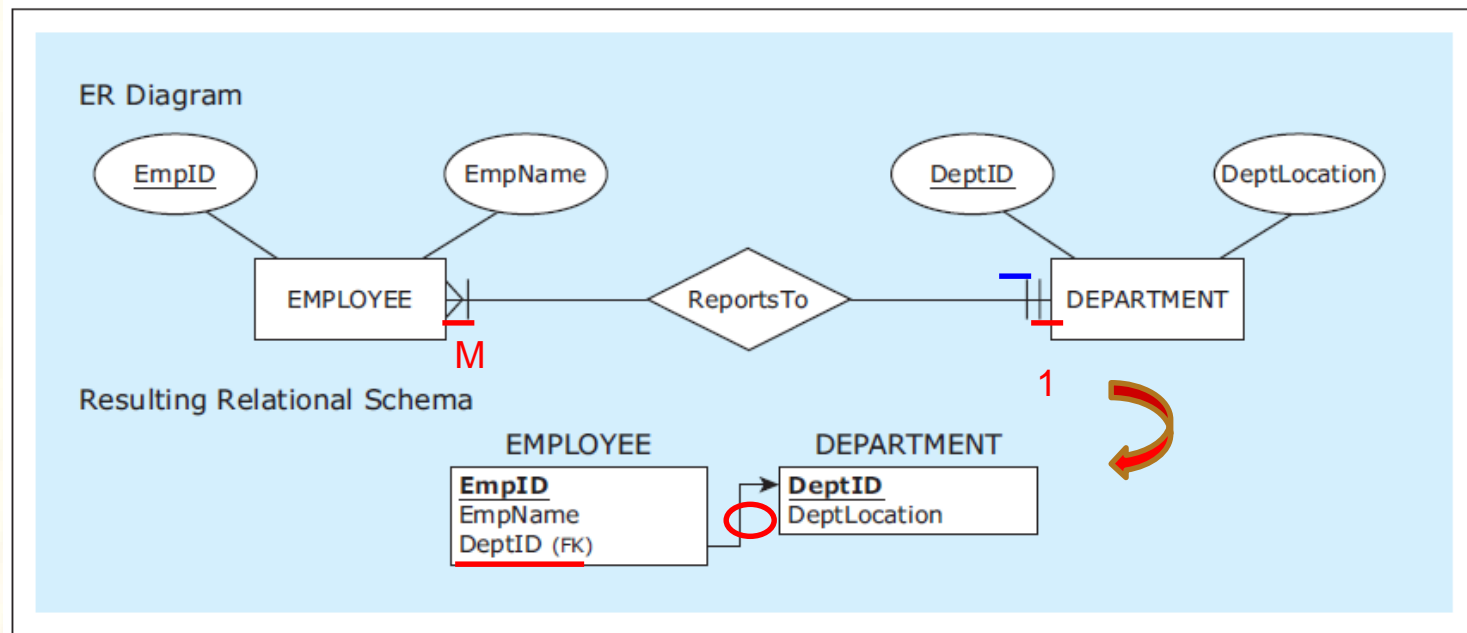 ER Diagram
EmpID
EmpName
DeptID
DeptLocation
EMPLOYEE
ReportsTo
DEPARTMENT
M
1
Resulting Relational Schema
EMPLOYEE
EmpID
EmpName
DeptID (FK)
DEPARTMENT
DeptID
DeptLocation